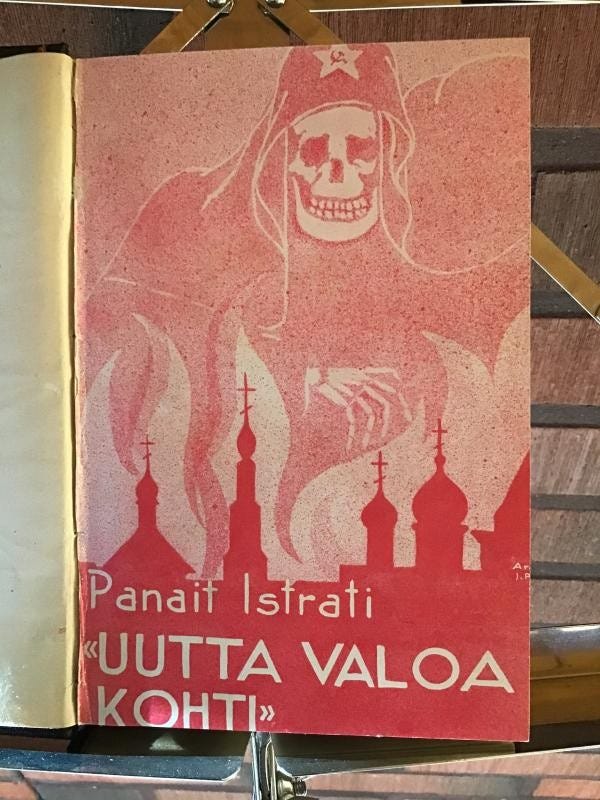 Panait Istrati
«UUTTA VALOA
KOHTI»